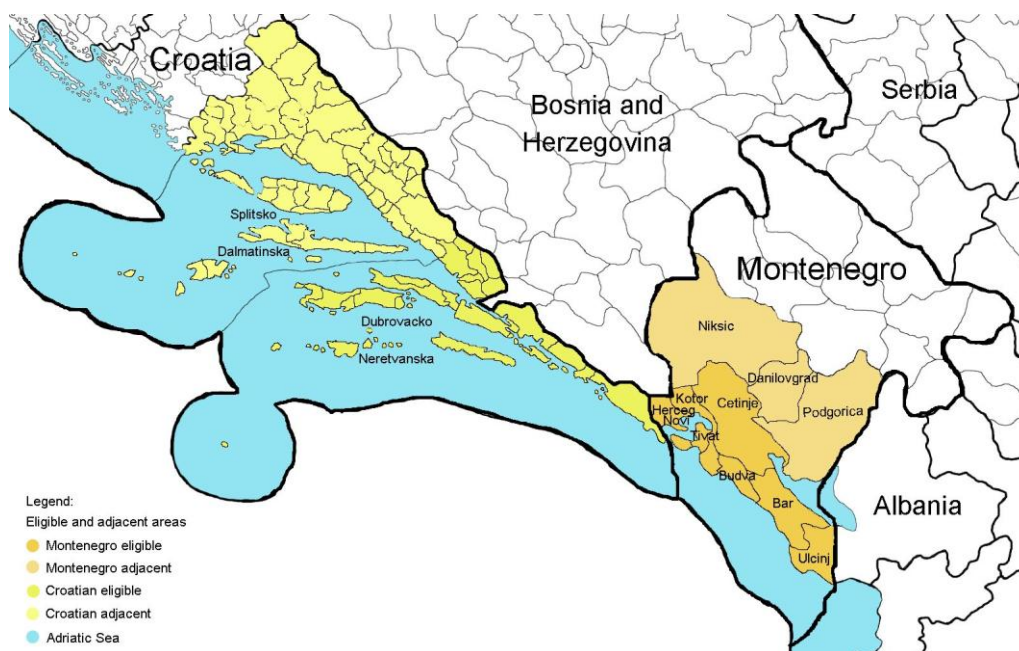 Croatia
Bosnia and
Herzegovina
Serbia
Splitsko
Dalmatinska
Montenegro
Dubrovacko
Neretvanska
Niksic
Danilovgrad
Podgorica
Kotor
Cetinje
Herceg
Novi
Tivat
Budva
Bar
Ulcinj
Albania
Legend:
Eligible and adjacent areas
Montenegro eligible
Montenegro adjacent
Croatian eligible
Croatian adjacent
Adriatic Sea